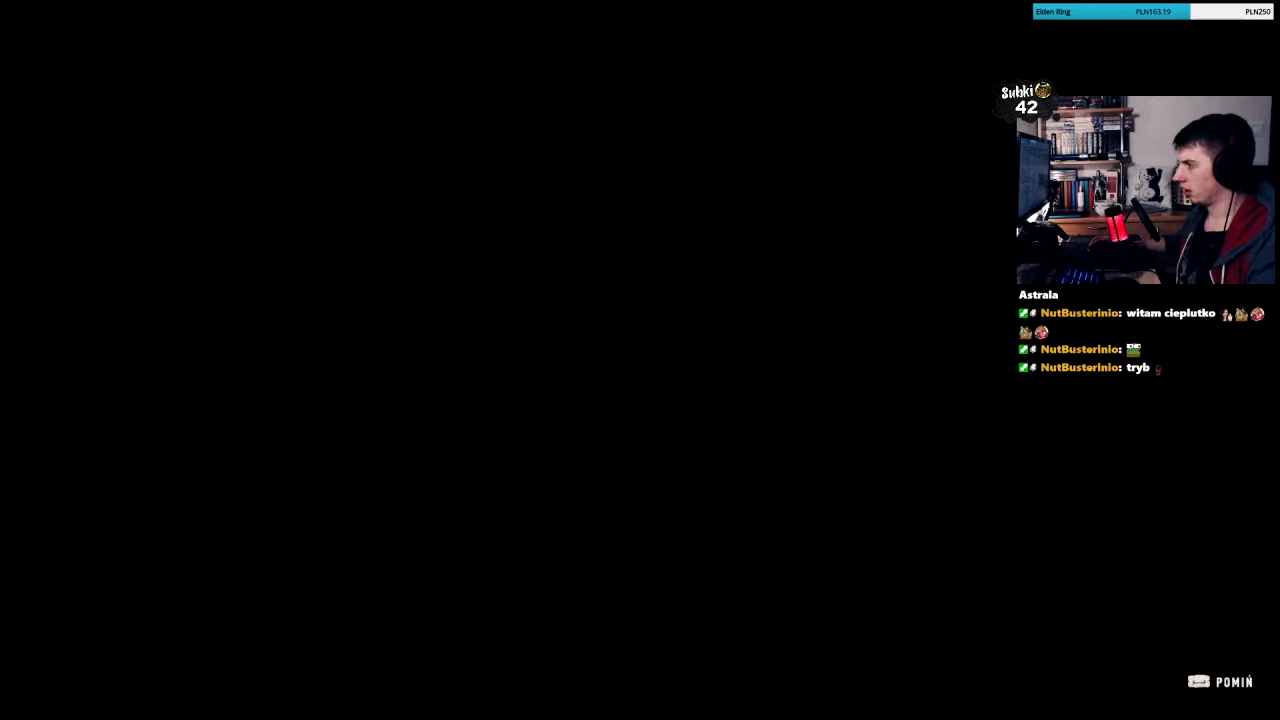 Elden Ring PLN163.19 PLN250
Subki
42
Astrala
NutBusterinio: witam cieplutko
NutBusterinio:
NutBusterinio: tryb
POMIŃ